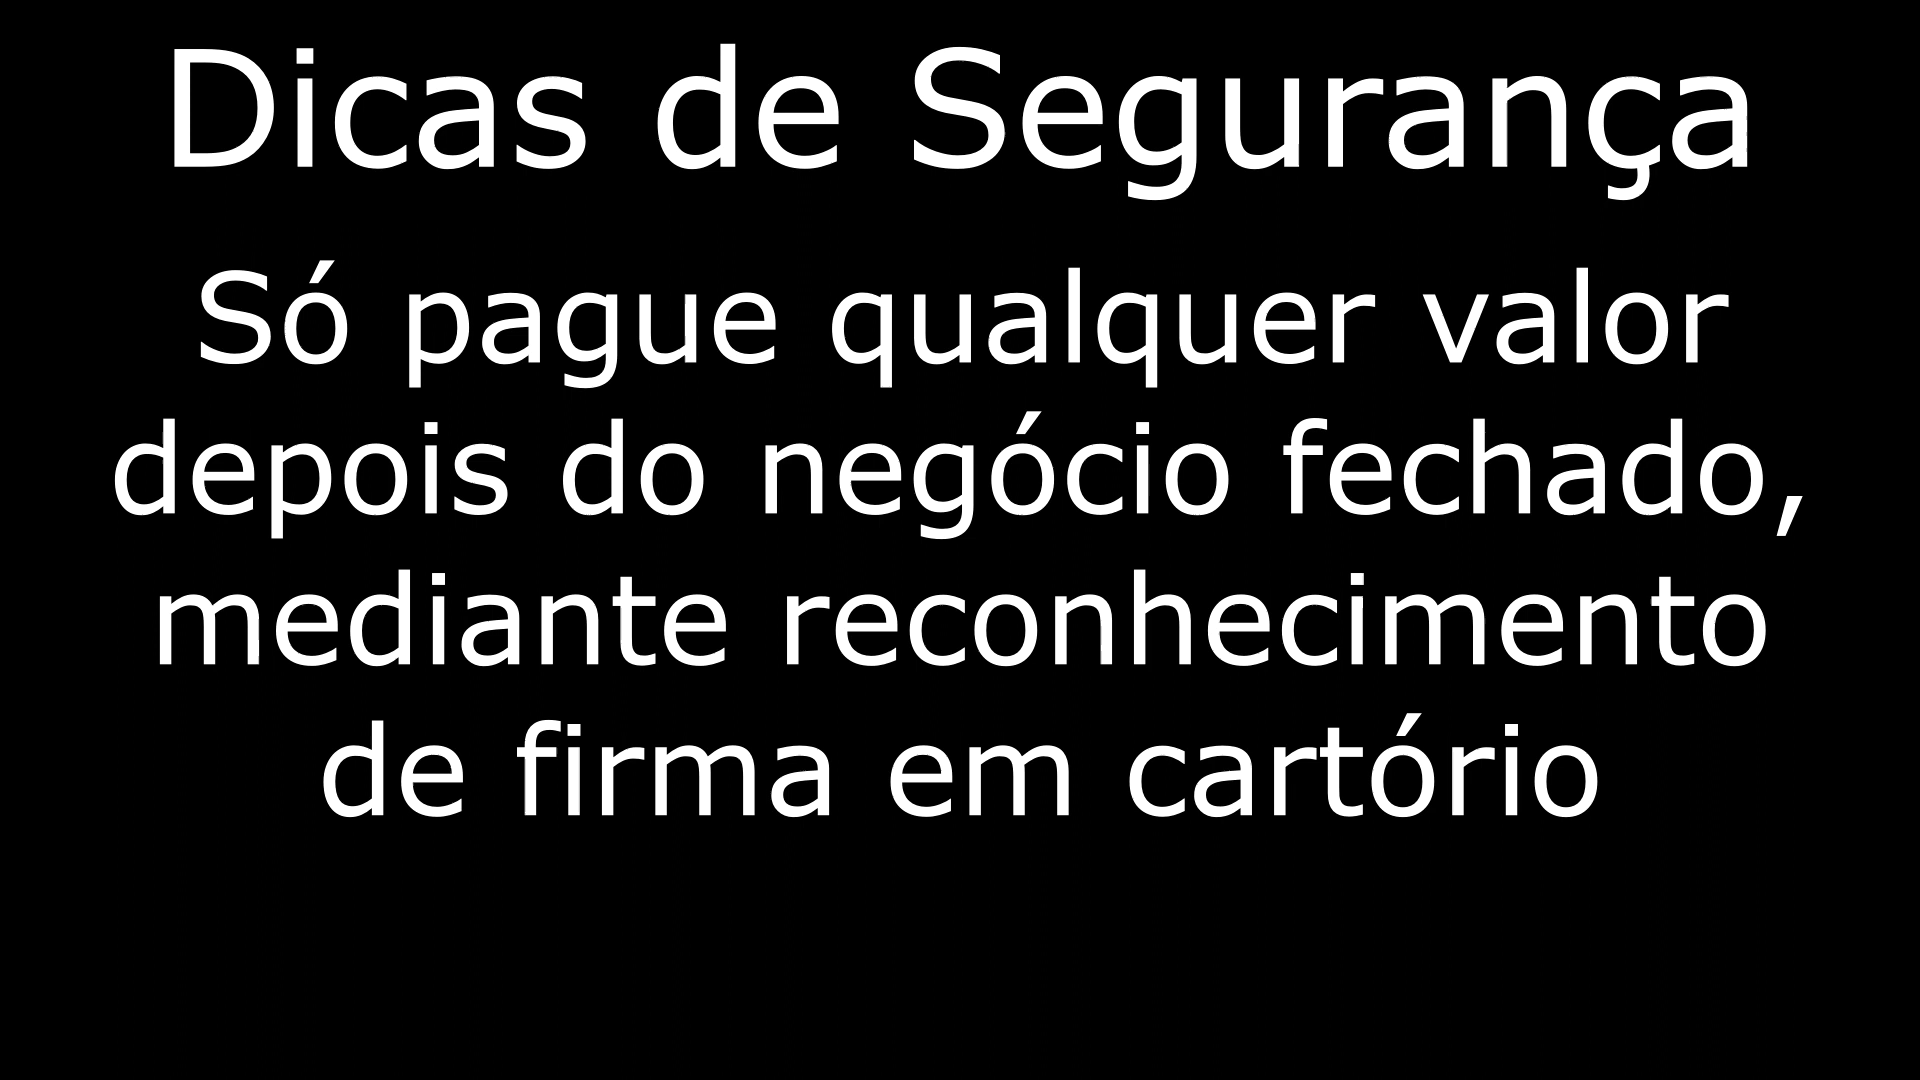 Dicas de Segurança
Só pague qualquer valor
depois do negócio fechado,
mediante reconhecimento
de firma em cartório